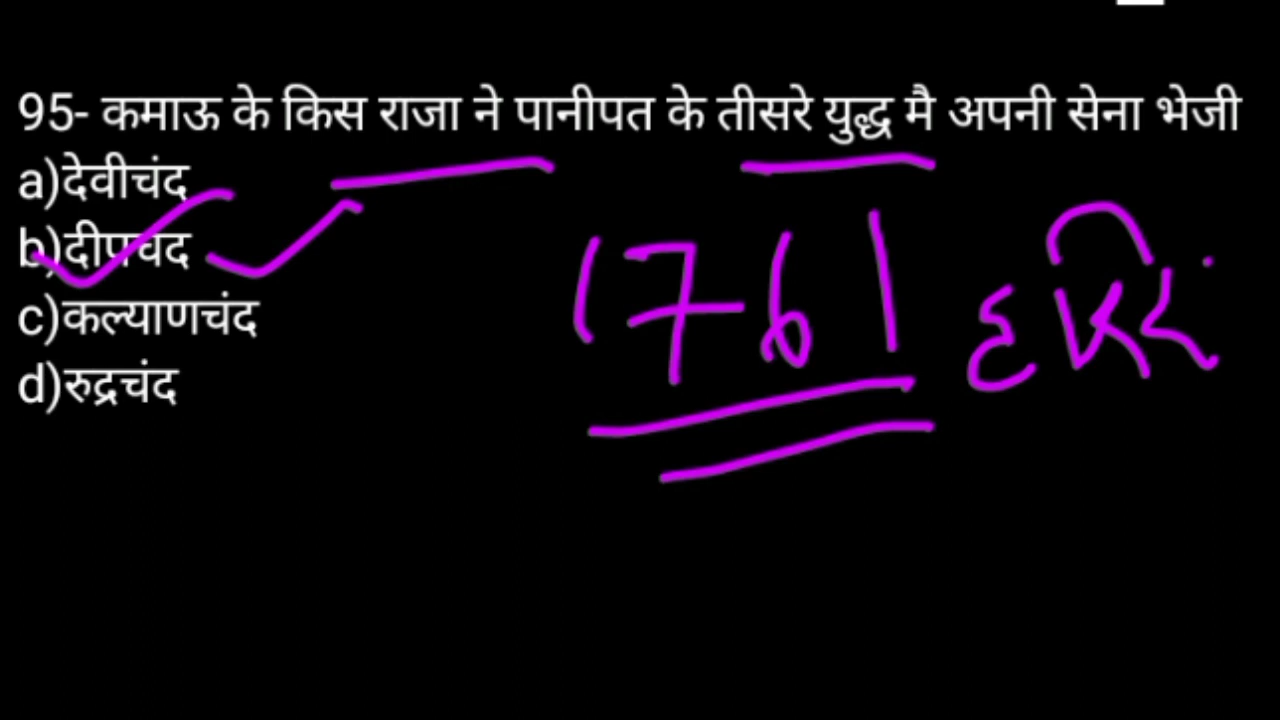 95- कमाऊ के किस राजा ने पानीपत के तीसरे युद्ध मै अपनी सेना भेजी
a)देवीचंद
b)दीपचंद
c)कल्याणचंद
d)रुद्रचंद
1761